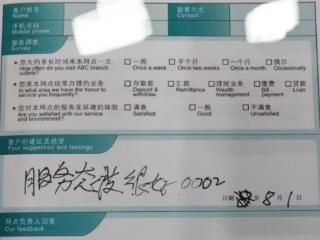 客户姓名 联系方式
Name Contact
手机号码
Mobile phone
服务调查
Survey
• 您大约多长时间来本网点一次 □一周 □半个月 □一个月 □偶尔
How often do you visit ABC branch outlets? Once a week Once two weeks Once a month Occasionally
• 您来本网点经常办理的业务 □存取款 □汇款 □理财业务 □缴费 □贷款
In what area we have the honor to service you frequently? Deposit & withdraw Remittance Wealth management Bill payment Loan
• 您对本网点的服务及环境的体验 □满意 □一般 □不满意
Are you satisfied with our service and environment? Satisfied Good Unsatisfied
客户的建议及感受
Your suggestion and feelings
服务态度很好。0002
日期 8月1日
网点负责人回复
Our feedback